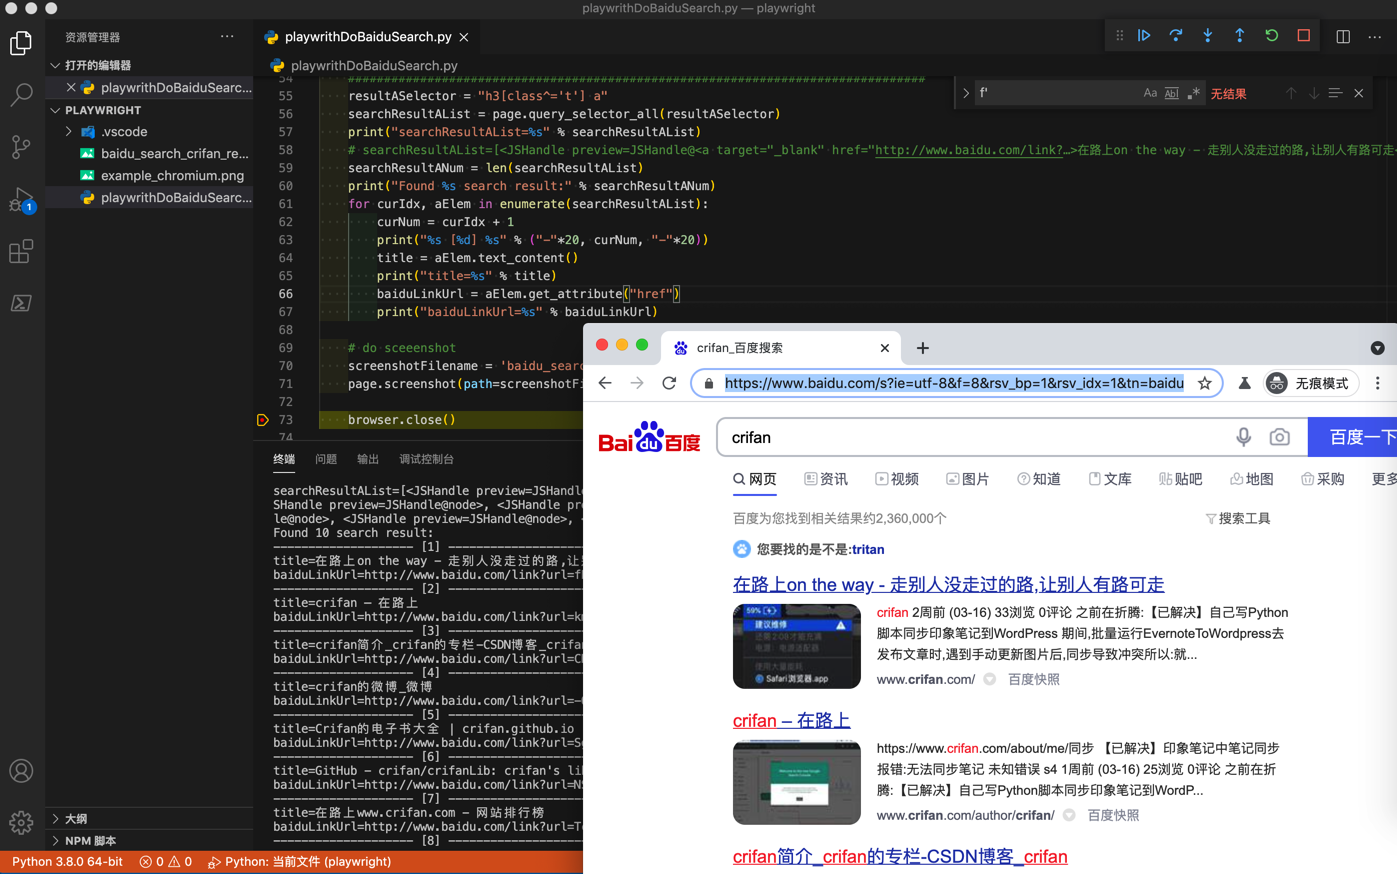 playwrithDoBaiduSearch.py — playwright
资源管理器
打开的编辑器
playwrithDoBaiduSearc...
PLAYWRIGHT
.vscode
baidu_search_crifan_re...
example_chromium.png
playwrithDoBaiduSearc...
1
大纲
NPM 脚本
playwrithDoBaiduSearch.py
playwrithDoBaiduSearch.py
f'
Aa
Ab
无结果
54 ################################################################################
55 resultASelector = "h3[class^='t'] a"
56 searchResultAList = page.query_selector_all(resultASelector)
57 print("searchResultAList=%s" % searchResultAList)
58 # searchResultAList=[<JSHandle preview=JSHandle@<a target="_blank" href="http://www.baidu.com/link?…>在路上on the way - 走别人没走过的路,让别人有路可走
59 searchResultANum = len(searchResultAList)
60 print("Found %s search result:" % searchResultANum)
61 for curIdx, aElem in enumerate(searchResultAList):
62 curNum = curIdx + 1
63 print("%s [%d] %s" % ("-"*20, curNum, "-"*20))
64 title = aElem.text_content()
65 print("title=%s" % title)
66 baiduLinkUrl = aElem.get_attribute("href")
67 print("baiduLinkUrl=%s" % baiduLinkUrl)
68
69 # do sceeenshot
70 screenshotFilename = 'baidu_sear
71 page.screenshot(path=screenshotFi
72
73 browser.close()
74
终端 问题 输出 调试控制台
searchResultAList=[<JSHandle preview=JSHandle
SHandle preview=JSHandle@node>, <JSHandle pre
le@node>, <JSHandle preview=JSHandle@node>, <
Found 10 search result:
-------------------- [1] --------------------
title=在路上on the way - 走别人没走过的路,让
baiduLinkUrl=http://www.baidu.com/link?url=f
-------------------- [2] --------------------
title=crifan – 在路上
baiduLinkUrl=http://www.baidu.com/link?url=k
-------------------- [3] --------------------
title=crifan简介_crifan的专栏-CSDN博客_crifan
baiduLinkUrl=http://www.baidu.com/link?url=C
-------------------- [4] --------------------
title=crifan的微博_微博
baiduLinkUrl=http://www.baidu.com/link?url=-
-------------------- [5] --------------------
title=Crifan的电子书大全 | crifan.github.io
baiduLinkUrl=http://www.baidu.com/link?url=S
-------------------- [6] --------------------
title=GitHub - crifan/crifanLib: crifan's li
baiduLinkUrl=http://www.baidu.com/link?url=N
-------------------- [7] --------------------
title=在路上www.crifan.com - 网站排行榜
baiduLinkUrl=http://www.baidu.com/link?url=T
-------------------- [8] --------------------
Python 3.8.0 64-bit 0 0 Python: 当前文件 (playwright)
crifan_百度搜索
https://www.baidu.com/s?ie=utf-8&f=8&rsv_bp=1&rsv_idx=1&tn=baidu
无痕模式
Bai du 百度
crifan
百度一下
网页 资讯 视频 图片 知道 文库 贴吧 地图 采购 更多
百度为您找到相关结果约2,360,000个
搜索工具
您要找的是不是:tritan
在路上on the way - 走别人没走过的路,让别人有路可走
59%
建议维修
还需2:08才能充满
电源：电源适配器
使用大量能耗
Safari浏览器.app
crifan 2周前 (03-16) 33浏览 0评论 之前在折腾:【已解决】自己写Python
脚本同步印象笔记到WordPress 期间,批量运行EvernoteToWordpress去
发布文章时,遇到手动更新图片后,同步导致冲突所以:就...
www.crifan.com/ 百度快照
crifan – 在路上
https://www.crifan.com/about/me/同步 【已解决】印象笔记中笔记同步
报错:无法同步笔记 未知错误 s4 1周前 (03-16) 25浏览 0评论 之前在折
腾:【已解决】自己写Python脚本同步印象笔记到WordP...
www.crifan.com/author/crifan/ 百度快照
crifan简介_crifan的专栏-CSDN博客_crifan